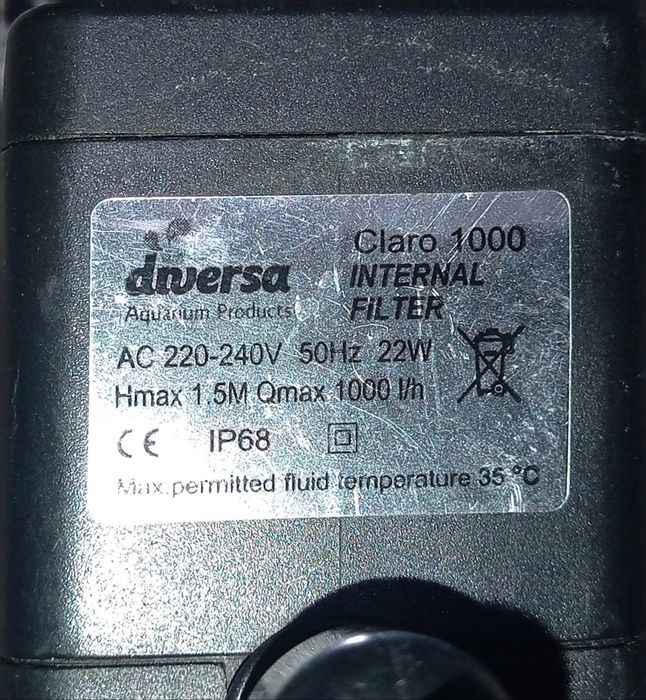 Claro 1000
diversa INTERNAL
Aquarium Products FILTER
AC 220-240V 50Hz 22W
Hmax 1.5M Qmax 1000 l/h
CE IP68
Max.permitted fluid temperature 35 °C